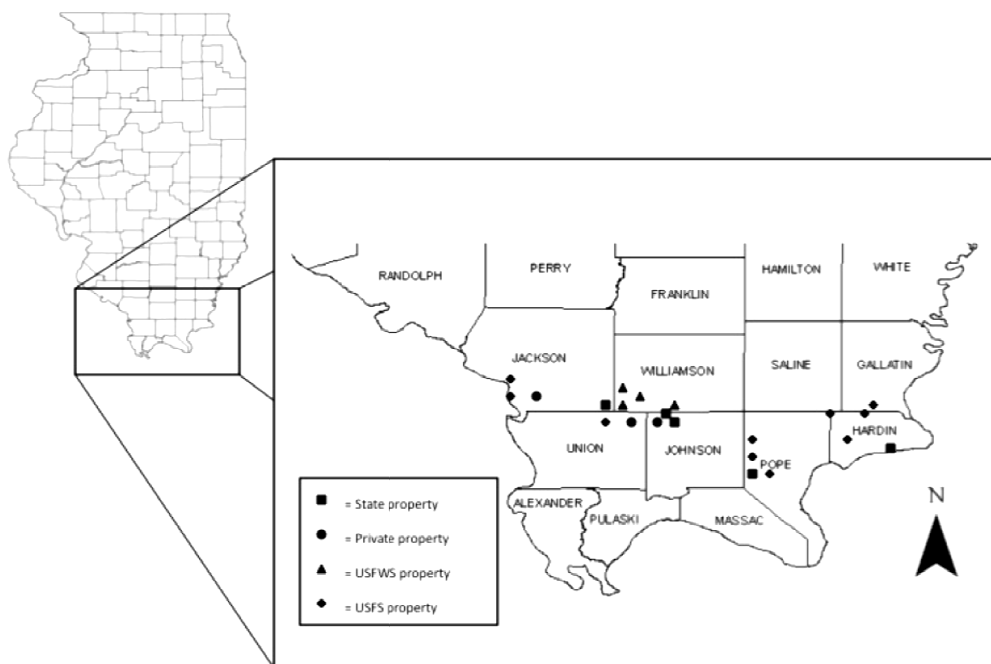 PERRY
RANDOLPH
HAMILTON
WHITE
FRANKLIN
JACKSON
WILLIAMSON
SALINE
GALLATIN
HARDIN
UNION
JOHNSON
POPE
ALEXANDER
PULASKI
MASSAC
N
= State property
= Private property
= USFWS property
= USFS property